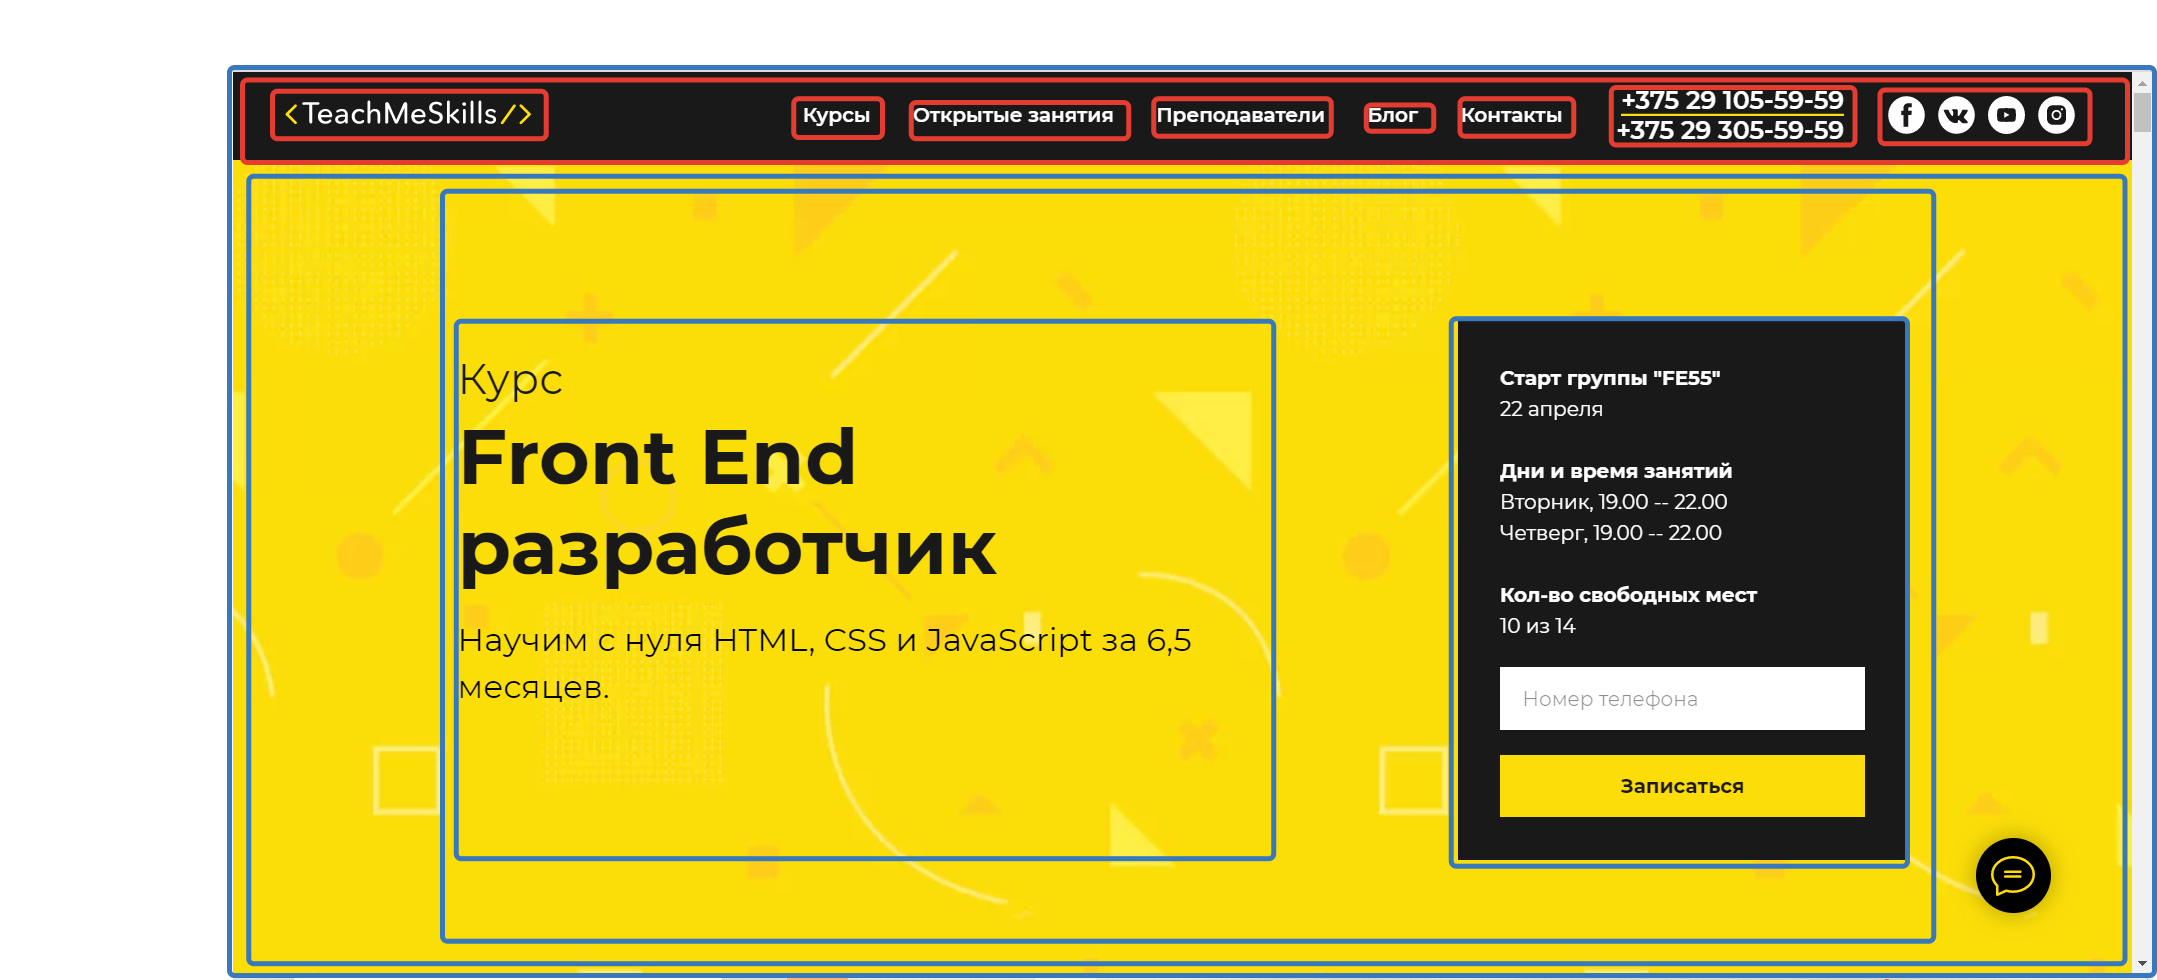 <TeachMeSkills/>
Курсы
Открытые занятия
Преподаватели
Блог
Контакты
+375 29 105-59-59
+375 29 305-59-59
Курс
Front End
разработчик
Научим с нуля HTML, CSS и JavaScript за 6,5
месяцев.
Старт группы "FE55"
22 апреля
Дни и время занятий
Вторник, 19.00 -- 22.00
Четверг, 19.00 -- 22.00
Кол-во свободных мест
10 из 14
Номер телефона
Записаться